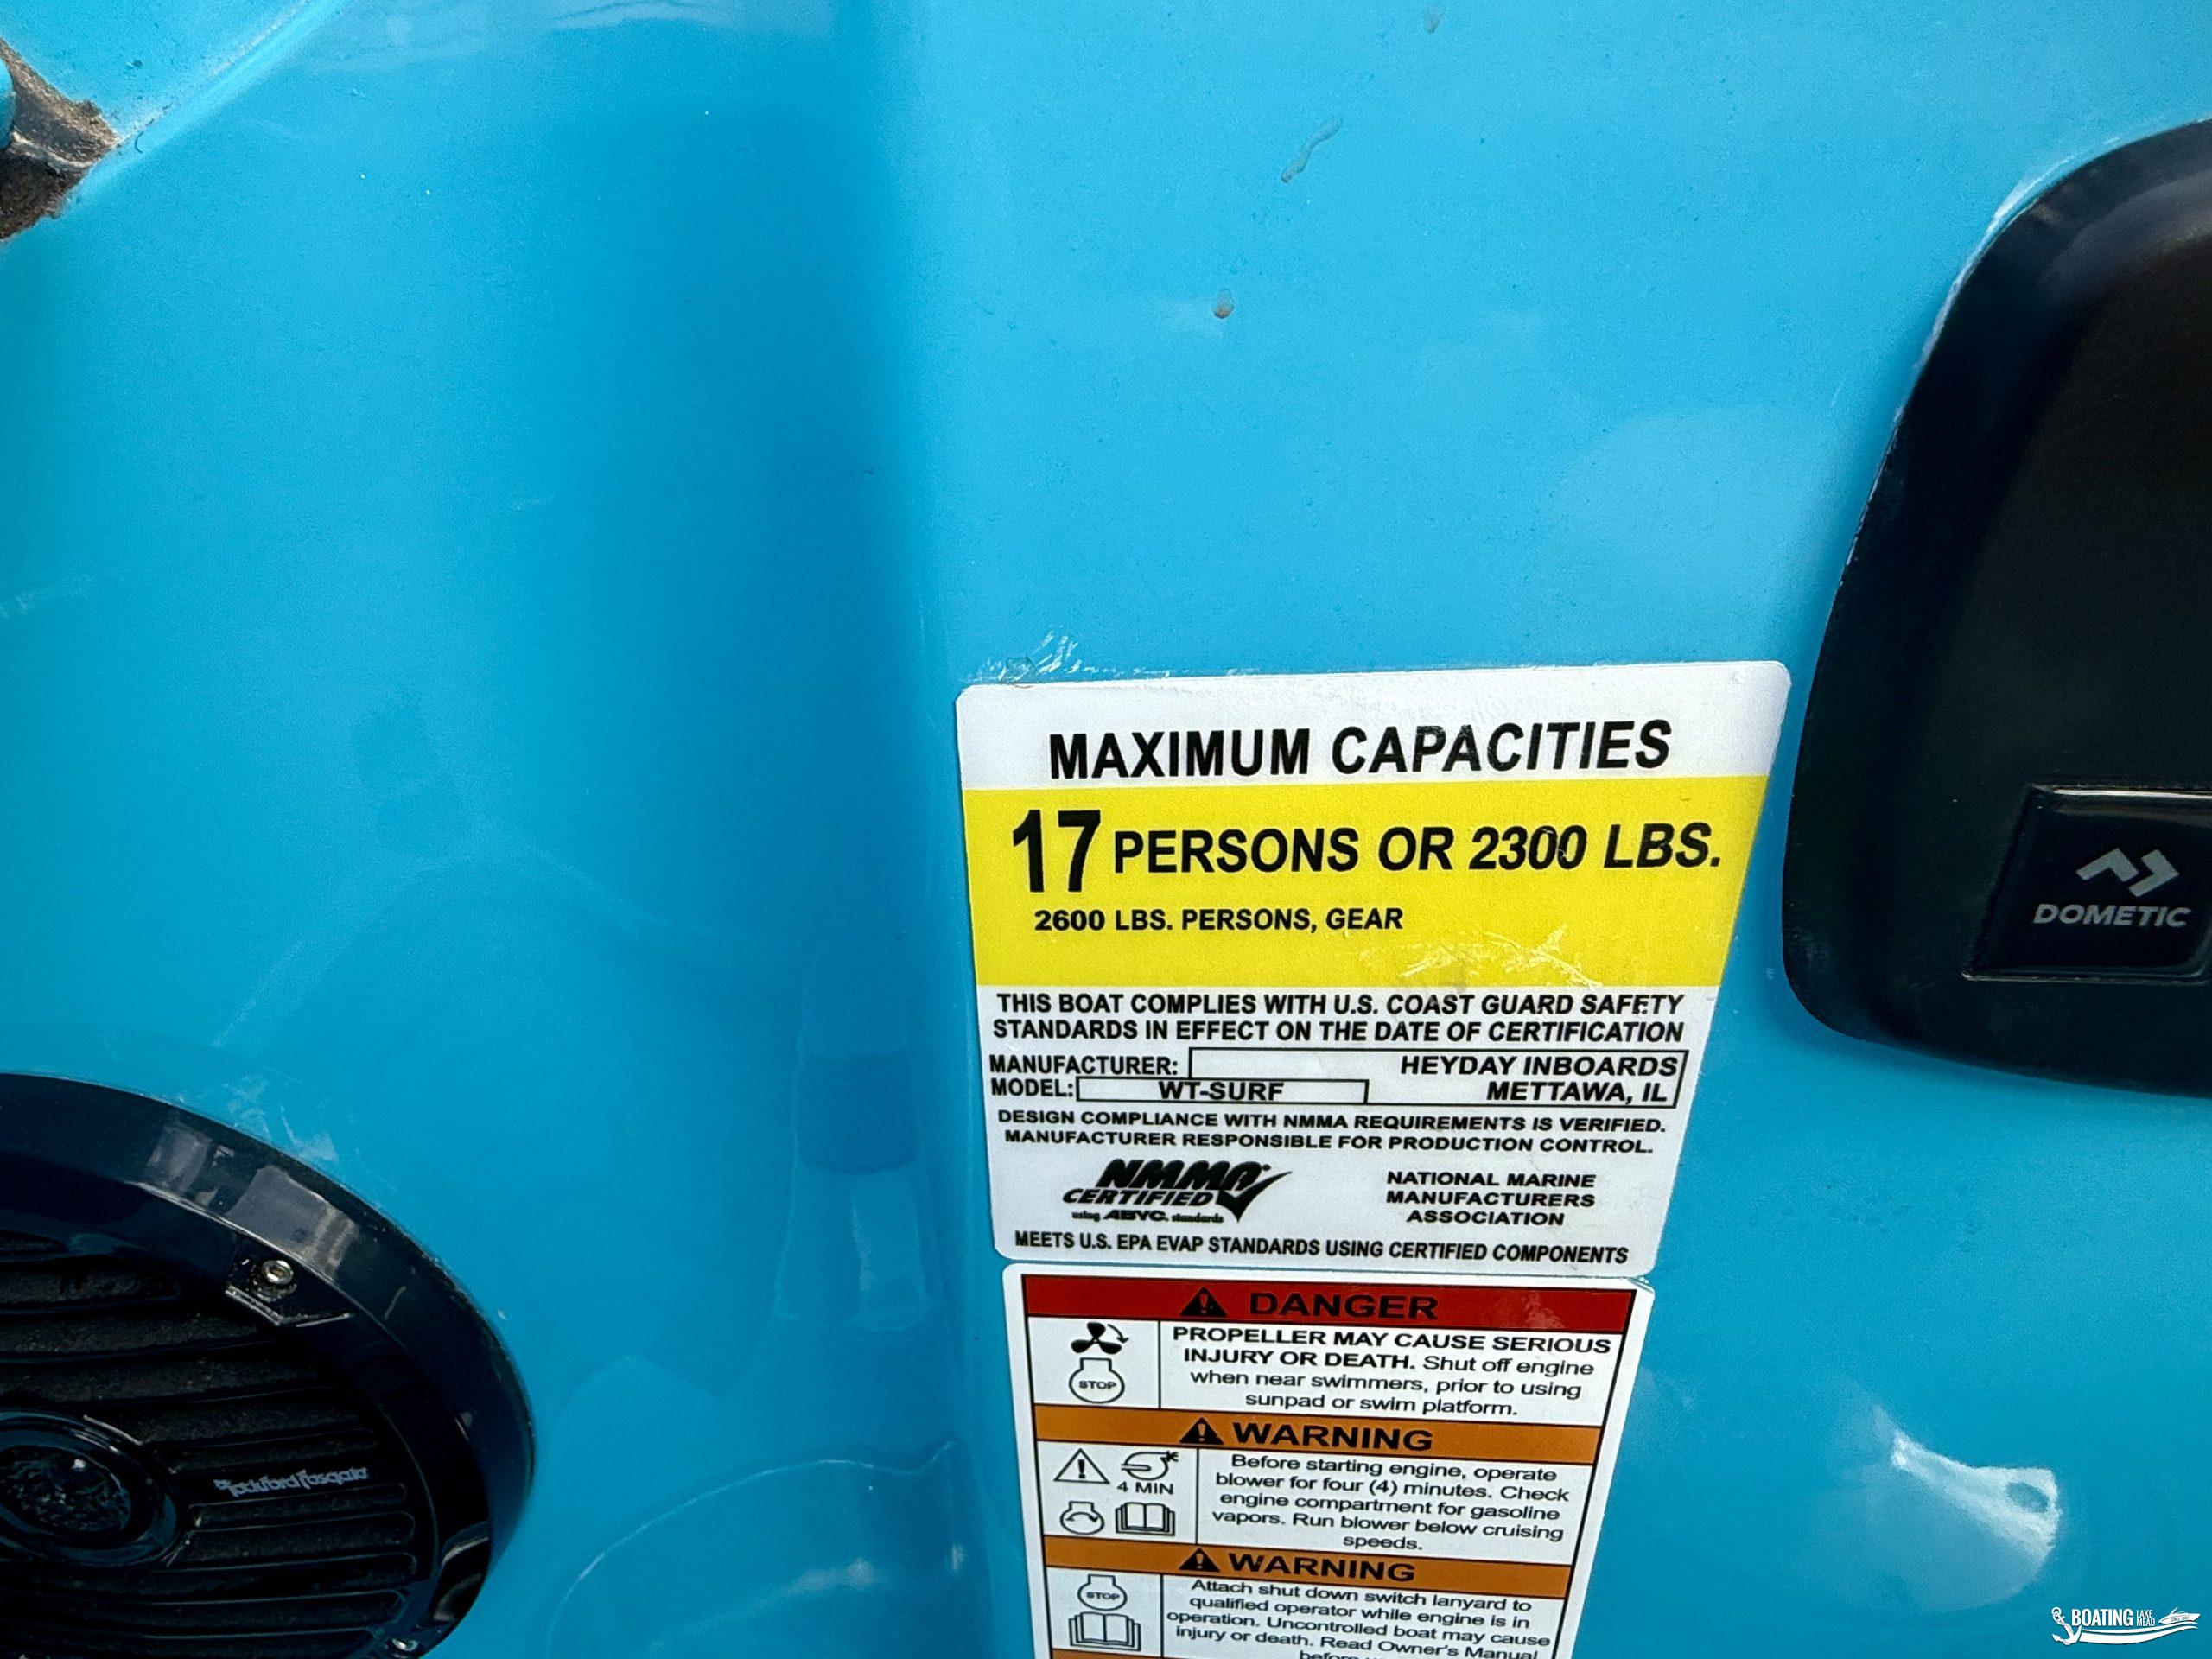 MAXIMUM CAPACITIES
17 PERSONS OR 2300 LBS.
2600 LBS. PERSONS, GEAR
THIS BOAT COMPLIES WITH U.S. COAST GUARD SAFETY
STANDARDS IN EFFECT ON THE DATE OF CERTIFICATION
MANUFACTURER: HEYDAY INBOARDS
MODEL: WT-SURF METTAWA, IL
DESIGN COMPLIANCE WITH NMMA REQUIREMENTS IS VERIFIED.
MANUFACTURER RESPONSIBLE FOR PRODUCTION CONTROL.
NMMA
CERTIFIED
using ABYC. standards
NATIONAL MARINE
MANUFACTURERS
ASSOCIATION
MEETS U.S. EPA EVAP STANDARDS USING CERTIFIED COMPONENTS
DANGER
STOP
PROPELLER MAY CAUSE SERIOUS
INJURY OR DEATH. Shut off engine
when near swimmers, prior to using
sunpad or swim platform.
WARNING
4 MIN
Before starting engine, operate
blower for four (4) minutes. Check
engine compartment for gasoline
vapors. Run blower below cruising
speeds.
WARNING
STOP
Attach shut down switch lanyard to
qualified operator while engine is in
operation. Uncontrolled boat may cause
injury or death. Read Owner's Manual
DOMETIC
Rockford Fosgate
BOATING LAKE
MEAD